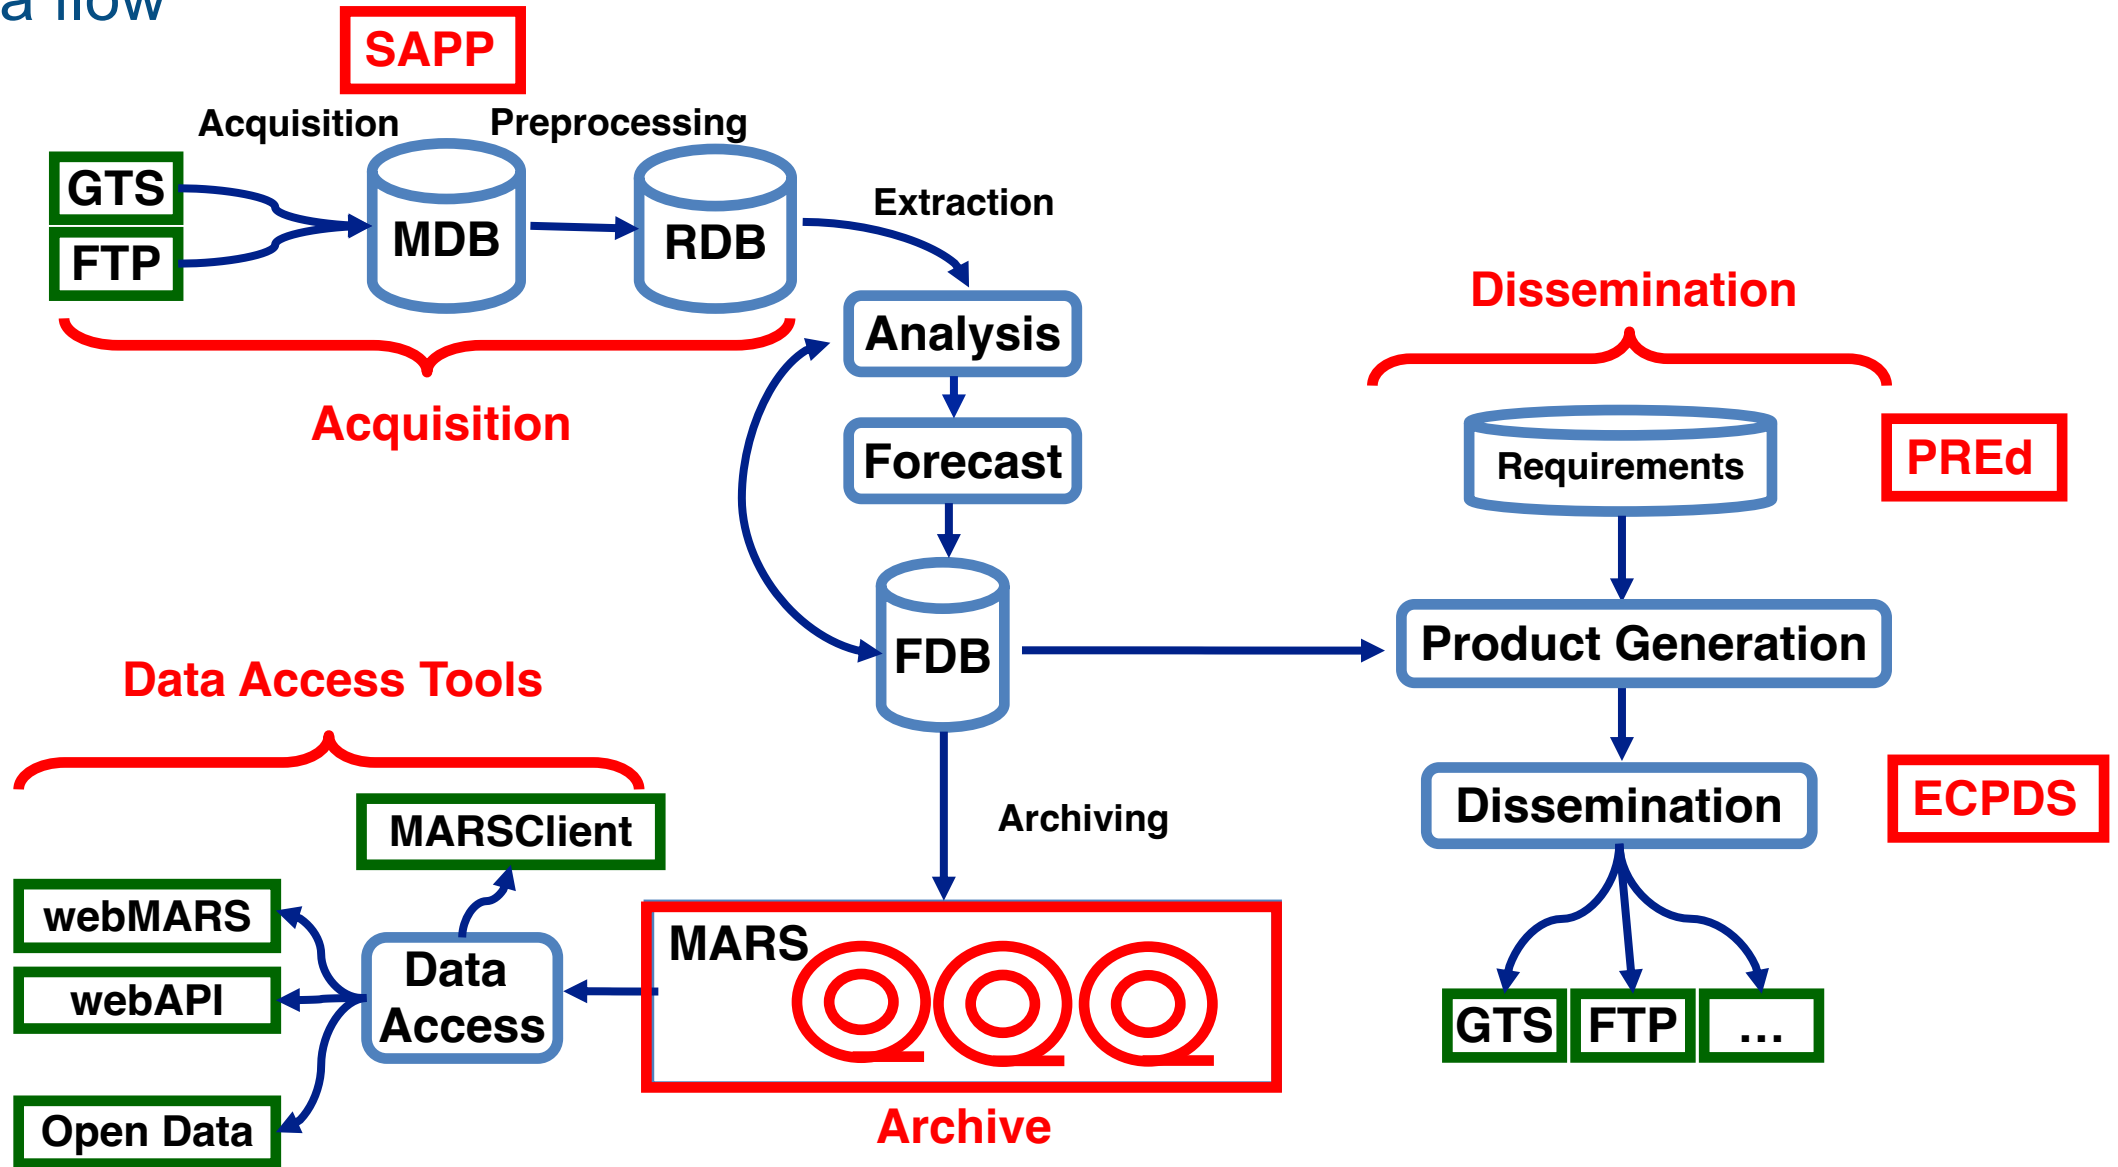 a flow
SAPP
Acquisition
Preprocessing
GTS
FTP
MDB
RDB
Extraction
Acquisition
Analysis
Forecast
FDB
Dissemination
Requirements
PREd
Product Generation
Dissemination
ECPDS
GTS
FTP
...
Data Access Tools
MARSClient
webMARS
webAPI
Open Data
Data
Access
Archiving
MARS
Archive